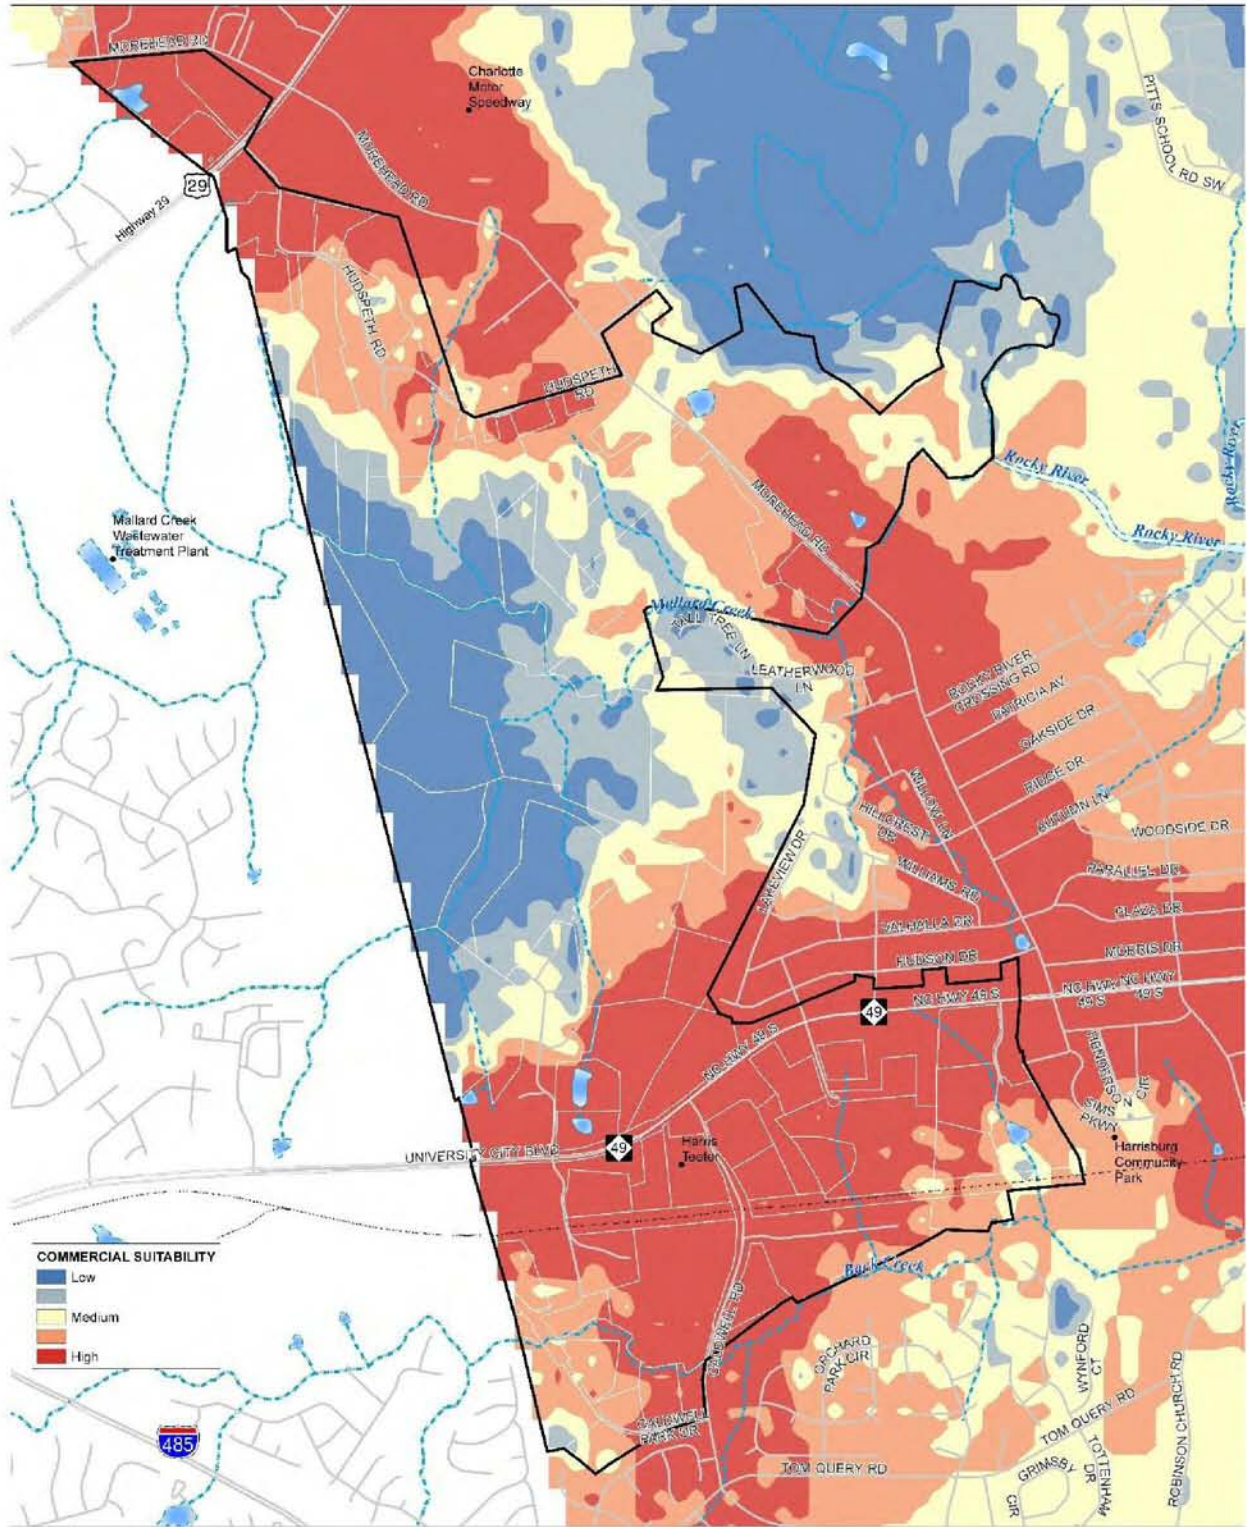 MOREHEAD RD
Charlotte
Motor
Speedway
PITTS SCHOOL RD SW
MOREHEAD RD
29
Highway 29
HUDSPETH RD
HUDSPETH
RD
Rocky River
Rocky River
Rocky River
MOREHEAD RD
Mallard Creek
Wastewater
Treatment Plant
Mallard Creek
TALL TREE LN
LEATHERWOOD
LN
ROCKY RIVER
CROSSING RD
PATRICIA AV
OAKSIDE DR
RIDGE DR
AUTUMN LN
WOODSIDE DR
WILLOW LN
HILLCREST
DR
LAKEVIEW DR
WILLIAMS RD
PARALLEL DR
PLAZA DR
VALHALLA DR
HUDSON DR
MORRIS DR
NC HWY 49 S
NC HWY
49 S
NC HWY
49 S
49
NC HWY 49 S
HENDERSON CIR
SIMS
PKWY
UNIVERSITY CITY BLVD
49
Harris
Teeter
Harrisburg
Community
Park
COMMERCIAL SUITABILITY
Low
Medium
High
Back Creek
CALDWELL RD
ORCHARD
PARK CIR
WYNFORD
CT
CALDWELL
PARK DR
TOM QUERY RD
TOM QUERY RD
GRIMSBY
CIR
TOTTENHAM
DR
ROBINSON CHURCH RD
485